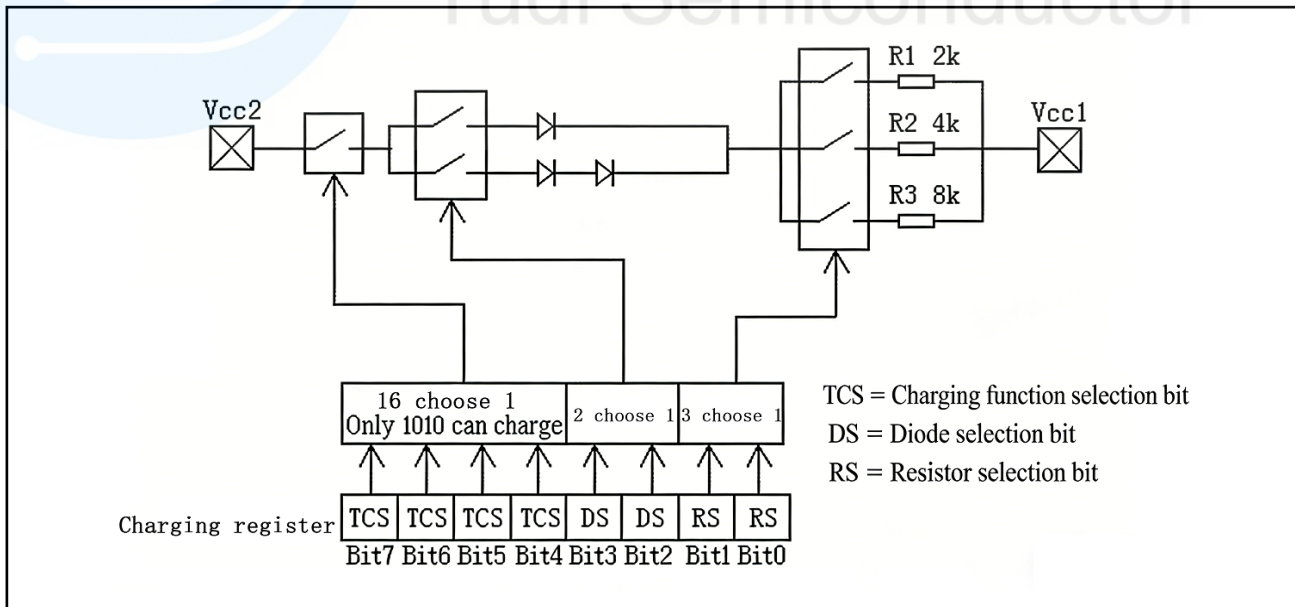 Yudi Semiconductor
R1 2k
Vcc2
Vcc1
R2 4k
R3 8k
16 choose 1
Only 1010 can charge
2 choose 1
3 choose 1
TCS = Charging function selection bit
DS = Diode selection bit
RS = Resistor selection bit
Charging register
TCS TCS TCS TCS DS DS RS RS
Bit7 Bit6 Bit5 Bit4 Bit3 Bit2 Bit1 Bit0